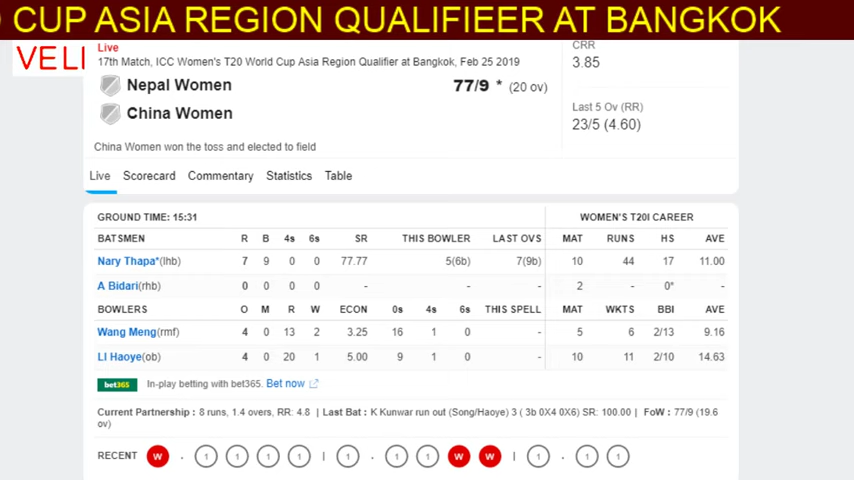 CUP ASIA REGION QUALIFIEER AT BANGKOK
VELI
Live
17th Match, ICC Women's T20 World Cup Asia Region Qualifier at Bangkok, Feb 25 2019
Nepal Women 77/9 * (20 ov)
China Women
China Women won the toss and elected to field
CRR
3.85
Last 5 Ov (RR)
23/5 (4.60)
Live Scorecard Commentary Statistics Table
GROUND TIME: 15:31 WOMEN'S T20I CAREER
BATSMEN R B 4s 6s SR THIS BOWLER LAST OVS MAT RUNS HS AVE
Nary Thapa*(lhb) 7 9 0 0 77.77 5(6b) 7(9b) 10 44 17 11.00
A Bidari(rhb) 0 0 0 0 - - - 2 - 0* -
BOWLERS O M R W ECON 0s 4s 6s THIS SPELL MAT WKTS BBI AVE
Wang Meng(rmf) 4 0 13 2 3.25 16 1 0 - 5 6 2/13 9.16
LI Haoye(ob) 4 0 20 1 5.00 9 1 0 - 10 11 2/10 14.63
bet365 In-play betting with bet365. Bet now
Current Partnership : 8 runs, 1.4 overs, RR: 4.8 | Last Bat : K Kunwar run out (Song/Haoye) 3 ( 3b 0X4 0X6) SR: 100.00 | FoW : 77/9 (19.6
ov)
RECENT W . 1 1 1 1 | 1 . 1 1 W W | 1 . 1 1